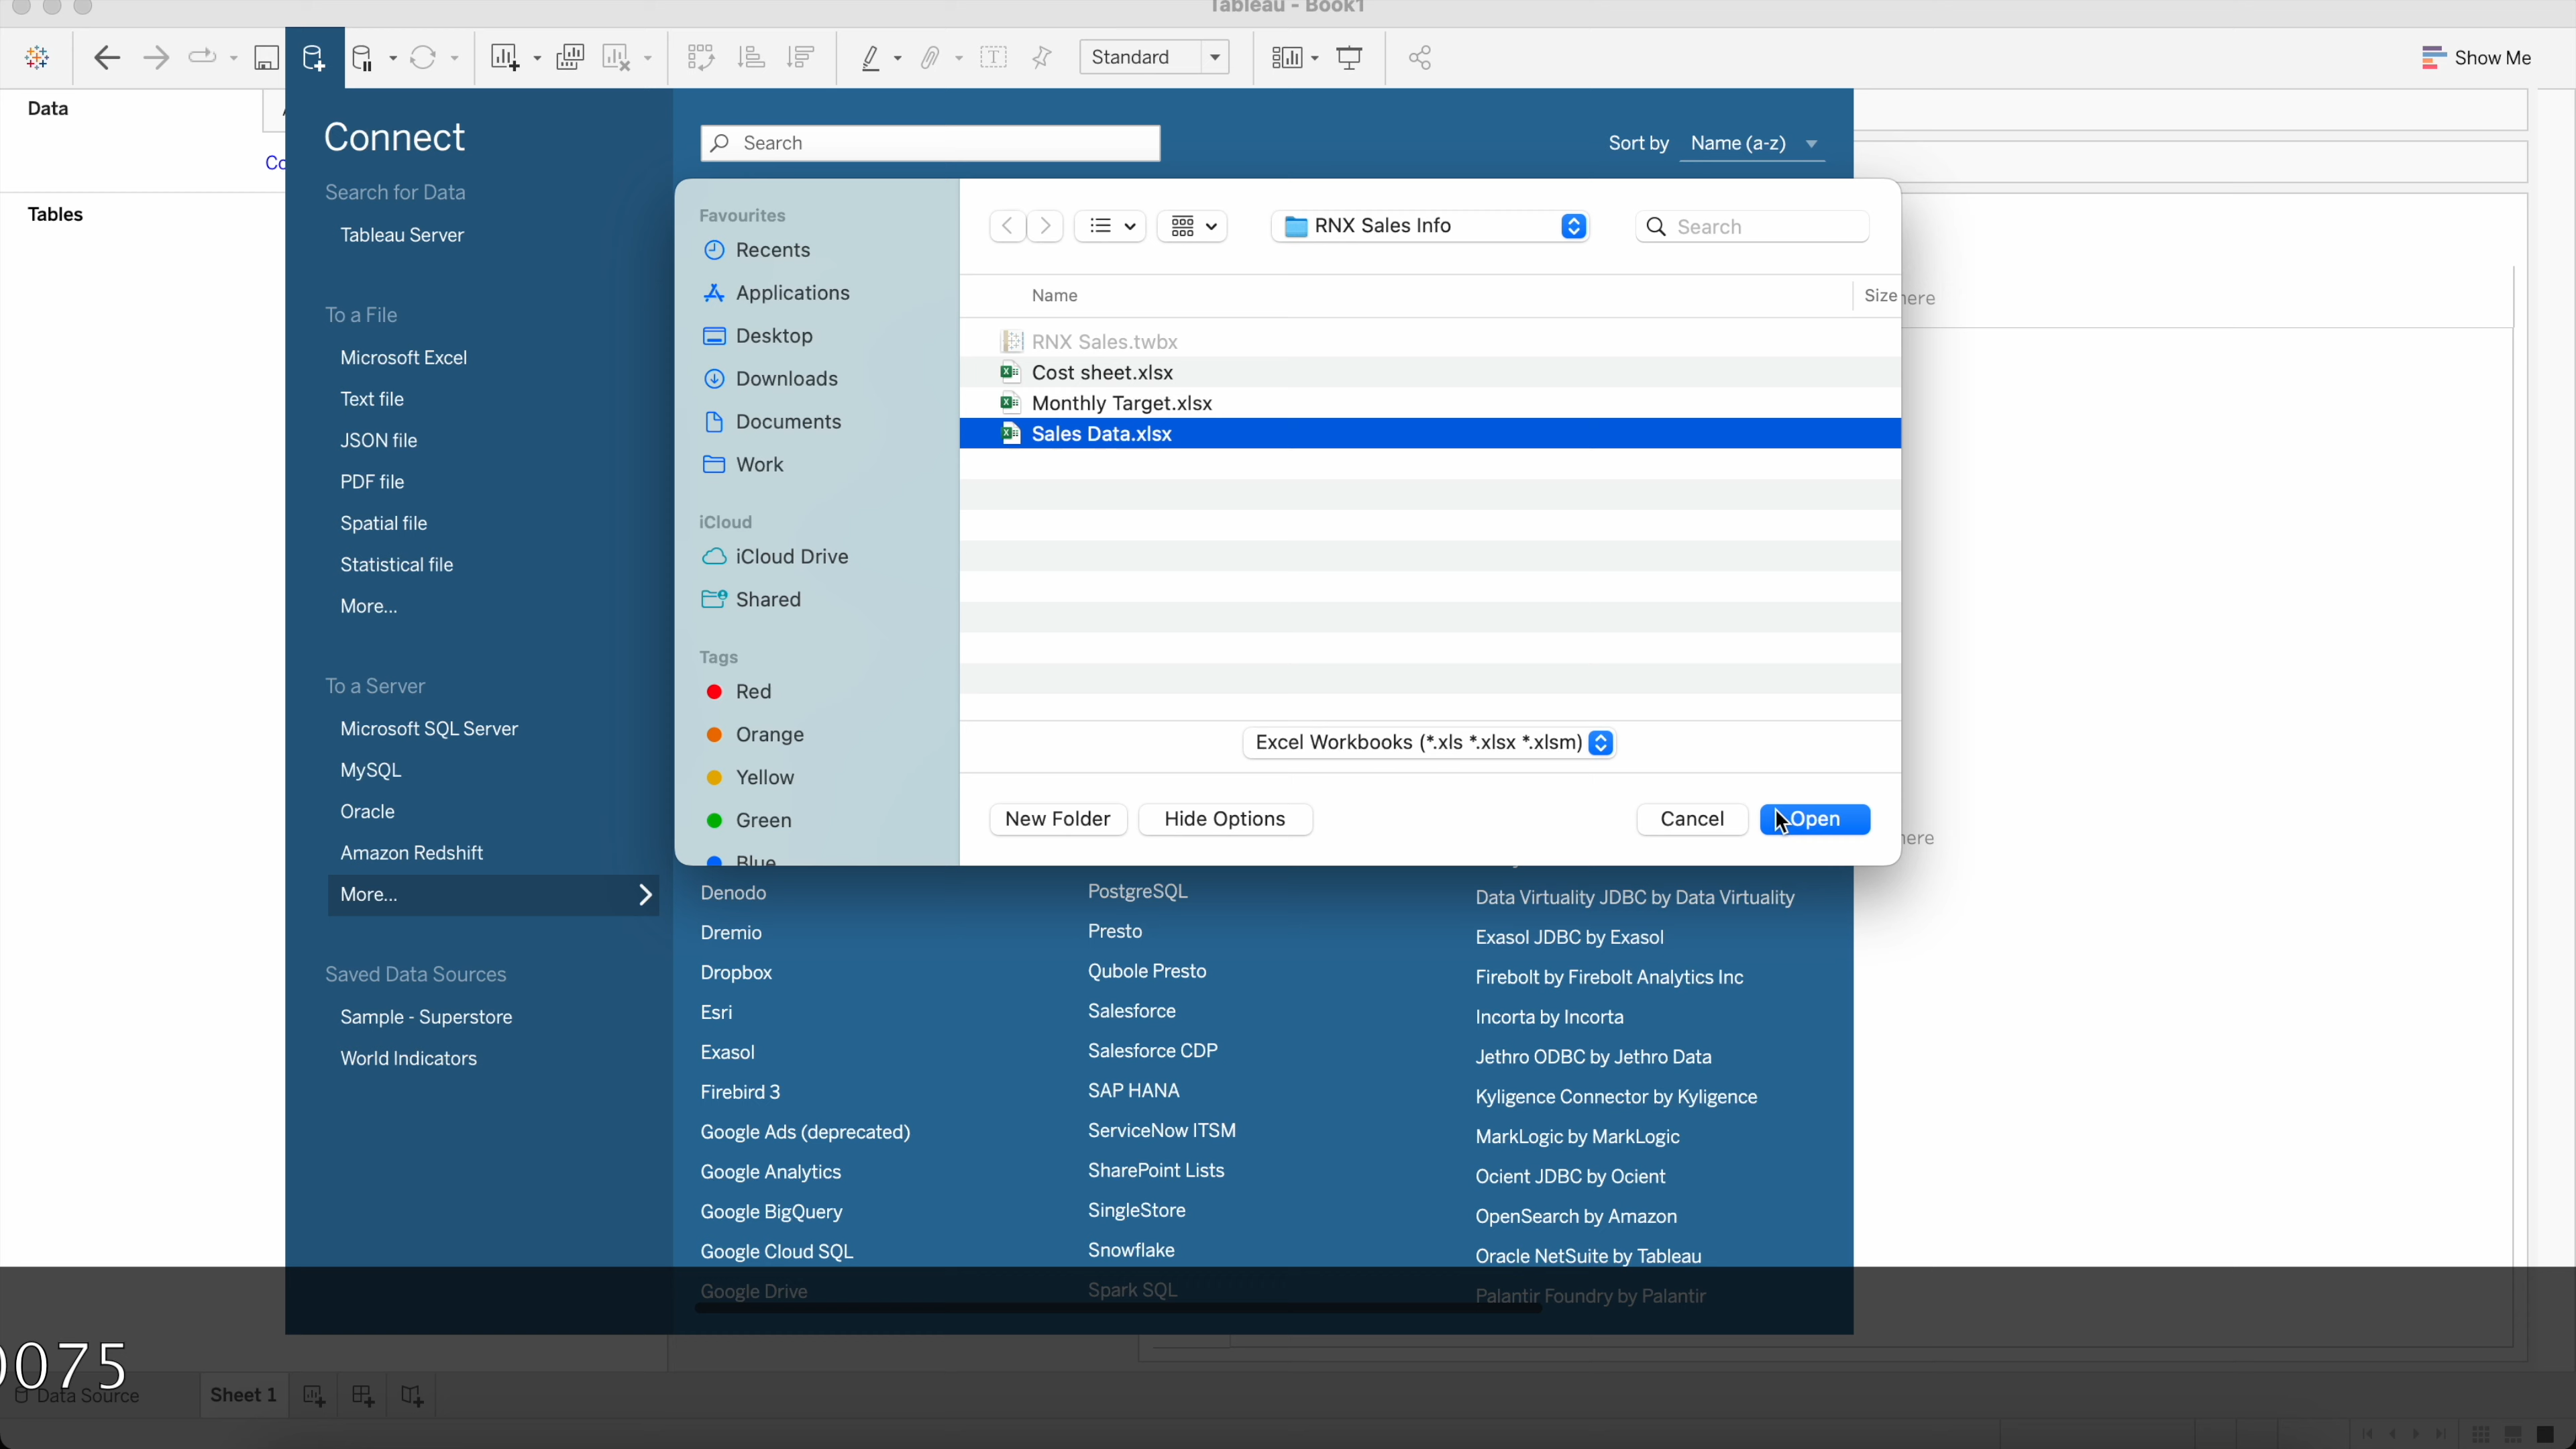 Tableau - Book1
Standard
Show Me
Data
Tables
Connect
Search for Data
Tableau Server
To a File
Microsoft Excel
Text file
JSON file
PDF file
Spatial file
Statistical file
More...
To a Server
Microsoft SQL Server
MySQL
Oracle
Amazon Redshift
More...
Saved Data Sources
Sample - Superstore
World Indicators
Search
Sort by Name (a-z)
Favourites
Recents
Applications
Desktop
Downloads
Documents
Work
iCloud
iCloud Drive
Shared
Tags
Red
Orange
Yellow
Green
Blue
RNX Sales Info
Search
Name
Size
RNX Sales.twbx
Cost sheet.xlsx
Monthly Target.xlsx
Sales Data.xlsx
Excel Workbooks (*.xls *.xlsx *.xlsm)
New Folder
Hide Options
Cancel
Open
here
here
Denodo
Dremio
Dropbox
Esri
Exasol
Firebird 3
Google Ads (deprecated)
Google Analytics
Google BigQuery
Google Cloud SQL
Google Drive
PostgreSQL
Presto
Qubole Presto
Salesforce
Salesforce CDP
SAP HANA
ServiceNow ITSM
SharePoint Lists
SingleStore
Snowflake
Spark SQL
Data Virtuality JDBC by Data Virtuality
Exasol JDBC by Exasol
Firebolt by Firebolt Analytics Inc
Incorta by Incorta
Jethro ODBC by Jethro Data
Kyligence Connector by Kyligence
MarkLogic by MarkLogic
Ocient JDBC by Ocient
OpenSearch by Amazon
Oracle NetSuite by Tableau
Palantir Foundry by Palantir
0075
Data Source
Sheet 1